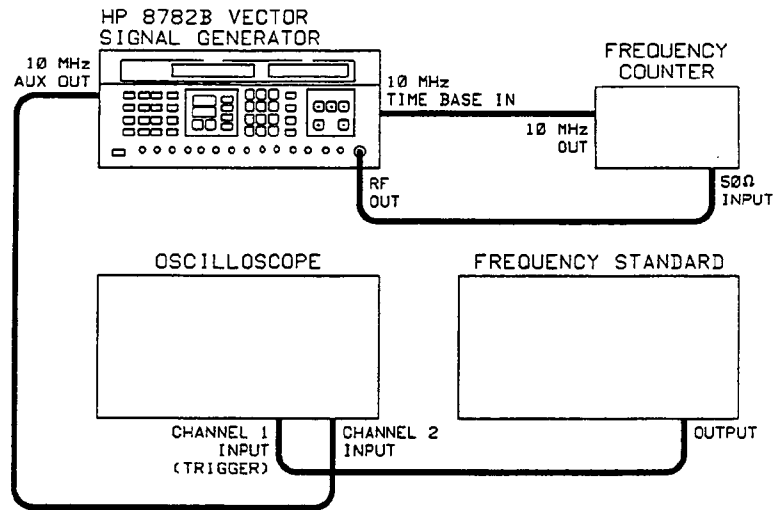 HP 8782B VECTOR
SIGNAL GENERATOR
10 MHz
AUX OUT
10 MHz
TIME BASE IN
FREQUENCY
COUNTER
10 MHz
OUT
RF
OUT
50Ω
INPUT
OSCILLOSCOPE
FREQUENCY STANDARD
CHANNEL 1
INPUT
(TRIGGER)
CHANNEL 2
INPUT
OUTPUT